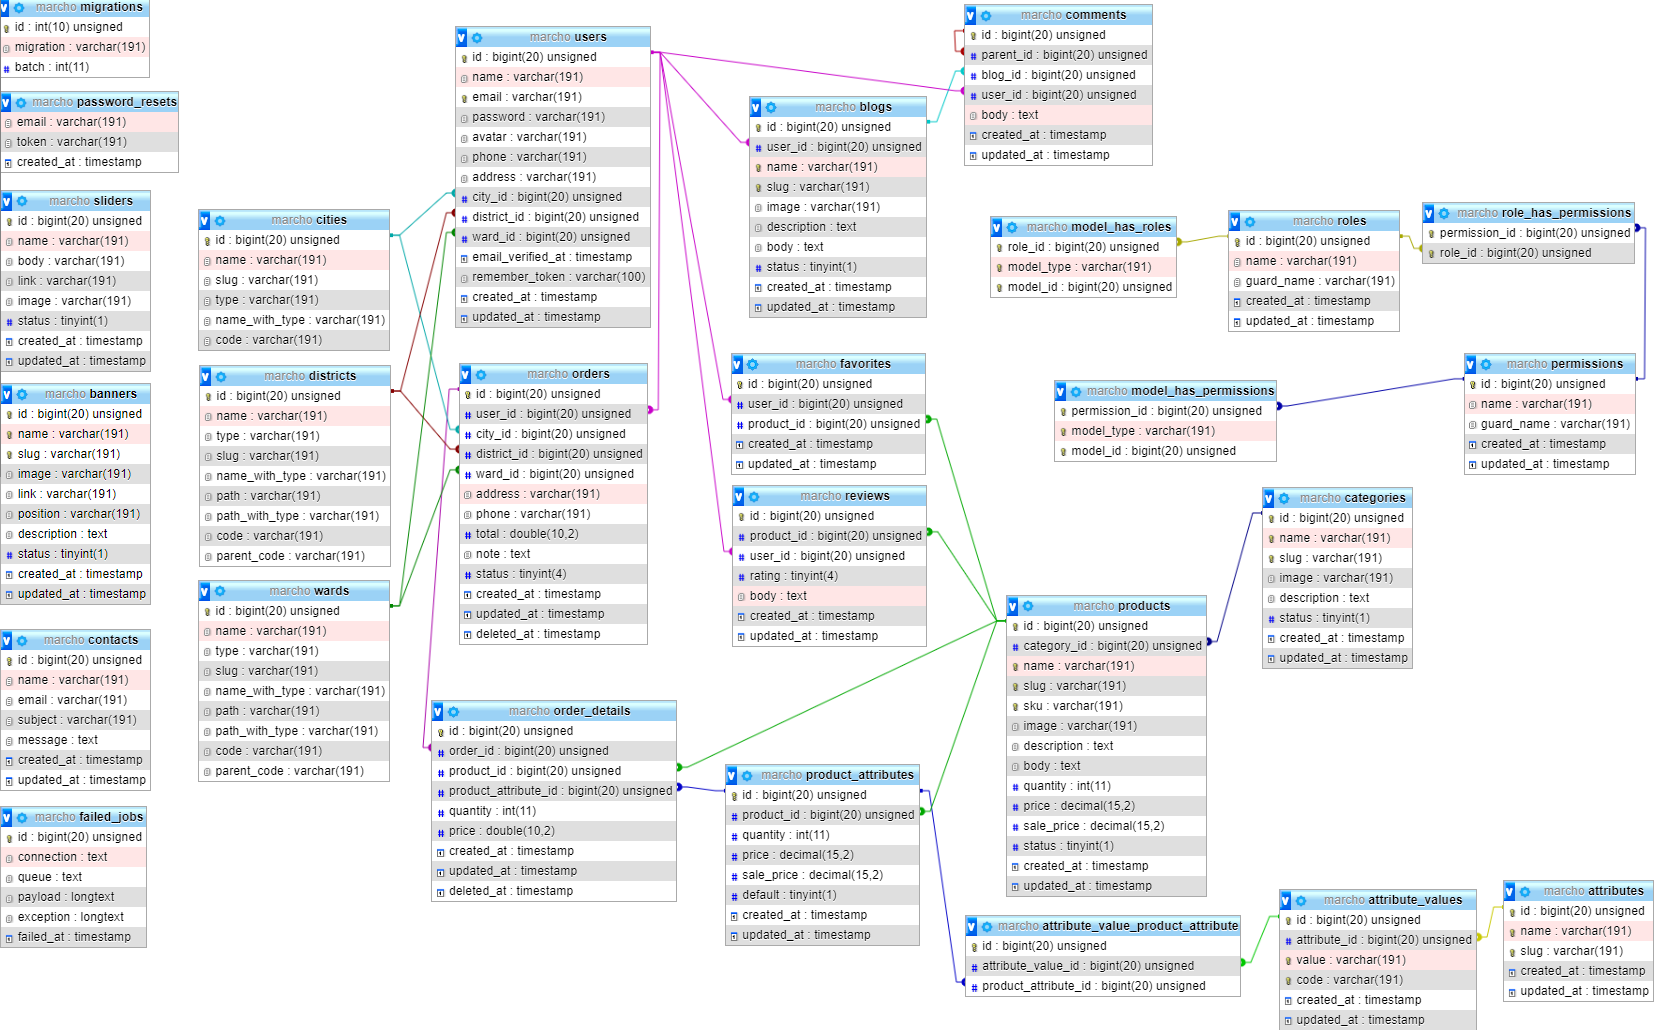 marcho migrations
id : int(10) unsigned
migration : varchar(191)
batch : int(11)
marcho password_resets
email : varchar(191)
token : varchar(191)
created_at : timestamp
marcho sliders
id : bigint(20) unsigned
name : varchar(191)
body : varchar(191)
link : varchar(191)
image : varchar(191)
status : tinyint(1)
created_at : timestamp
updated_at : timestamp
marcho banners
id : bigint(20) unsigned
name : varchar(191)
slug : varchar(191)
image : varchar(191)
link : varchar(191)
position : varchar(191)
description : text
status : tinyint(1)
created_at : timestamp
updated_at : timestamp
marcho contacts
id : bigint(20) unsigned
name : varchar(191)
email : varchar(191)
subject : varchar(191)
message : text
created_at : timestamp
updated_at : timestamp
marcho failed_jobs
id : bigint(20) unsigned
connection : text
queue : text
payload : longtext
exception : longtext
failed_at : timestamp
marcho cities
id : bigint(20) unsigned
name : varchar(191)
slug : varchar(191)
type : varchar(191)
name_with_type : varchar(191)
code : varchar(191)
marcho districts
id : bigint(20) unsigned
name : varchar(191)
type : varchar(191)
slug : varchar(191)
name_with_type : varchar(191)
path : varchar(191)
path_with_type : varchar(191)
code : varchar(191)
parent_code : varchar(191)
marcho wards
id : bigint(20) unsigned
name : varchar(191)
type : varchar(191)
slug : varchar(191)
name_with_type : varchar(191)
path : varchar(191)
path_with_type : varchar(191)
code : varchar(191)
parent_code : varchar(191)
marcho users
id : bigint(20) unsigned
name : varchar(191)
email : varchar(191)
password : varchar(191)
avatar : varchar(191)
phone : varchar(191)
address : varchar(191)
city_id : bigint(20) unsigned
district_id : bigint(20) unsigned
ward_id : bigint(20) unsigned
email_verified_at : timestamp
remember_token : varchar(100)
created_at : timestamp
updated_at : timestamp
marcho orders
id : bigint(20) unsigned
user_id : bigint(20) unsigned
city_id : bigint(20) unsigned
district_id : bigint(20) unsigned
ward_id : bigint(20) unsigned
address : varchar(191)
phone : varchar(191)
total : double(10,2)
note : text
status : tinyint(4)
created_at : timestamp
updated_at : timestamp
deleted_at : timestamp
marcho order_details
id : bigint(20) unsigned
order_id : bigint(20) unsigned
product_id : bigint(20) unsigned
product_attribute_id : bigint(20) unsigned
quantity : int(11)
price : double(10,2)
created_at : timestamp
updated_at : timestamp
deleted_at : timestamp
marcho blogs
id : bigint(20) unsigned
user_id : bigint(20) unsigned
name : varchar(191)
slug : varchar(191)
image : varchar(191)
description : text
body : text
status : tinyint(1)
created_at : timestamp
updated_at : timestamp
marcho favorites
id : bigint(20) unsigned
user_id : bigint(20) unsigned
product_id : bigint(20) unsigned
created_at : timestamp
updated_at : timestamp
marcho reviews
id : bigint(20) unsigned
product_id : bigint(20) unsigned
user_id : bigint(20) unsigned
rating : tinyint(4)
body : text
created_at : timestamp
updated_at : timestamp
marcho product_attributes
id : bigint(20) unsigned
product_id : bigint(20) unsigned
quantity : int(11)
price : decimal(15,2)
sale_price : decimal(15,2)
default : tinyint(1)
created_at : timestamp
updated_at : timestamp
marcho comments
id : bigint(20) unsigned
parent_id : bigint(20) unsigned
blog_id : bigint(20) unsigned
user_id : bigint(20) unsigned
body : text
created_at : timestamp
updated_at : timestamp
marcho model_has_roles
role_id : bigint(20) unsigned
model_type : varchar(191)
model_id : bigint(20) unsigned
marcho roles
id : bigint(20) unsigned
name : varchar(191)
guard_name : varchar(191)
created_at : timestamp
updated_at : timestamp
marcho role_has_permissions
permission_id : bigint(20) unsigned
role_id : bigint(20) unsigned
marcho model_has_permissions
permission_id : bigint(20) unsigned
model_type : varchar(191)
model_id : bigint(20) unsigned
marcho permissions
id : bigint(20) unsigned
name : varchar(191)
guard_name : varchar(191)
created_at : timestamp
updated_at : timestamp
marcho categories
id : bigint(20) unsigned
name : varchar(191)
slug : varchar(191)
image : varchar(191)
description : text
status : tinyint(1)
created_at : timestamp
updated_at : timestamp
marcho products
id : bigint(20) unsigned
category_id : bigint(20) unsigned
name : varchar(191)
slug : varchar(191)
sku : varchar(191)
image : varchar(191)
description : text
body : text
quantity : int(11)
price : decimal(15,2)
sale_price : decimal(15,2)
status : tinyint(1)
created_at : timestamp
updated_at : timestamp
marcho attribute_value_product_attribute
id : bigint(20) unsigned
attribute_value_id : bigint(20) unsigned
product_attribute_id : bigint(20) unsigned
marcho attribute_values
id : bigint(20) unsigned
attribute_id : bigint(20) unsigned
value : varchar(191)
code : varchar(191)
created_at : timestamp
updated_at : timestamp
marcho attributes
id : bigint(20) unsigned
name : varchar(191)
slug : varchar(191)
created_at : timestamp
updated_at : timestamp